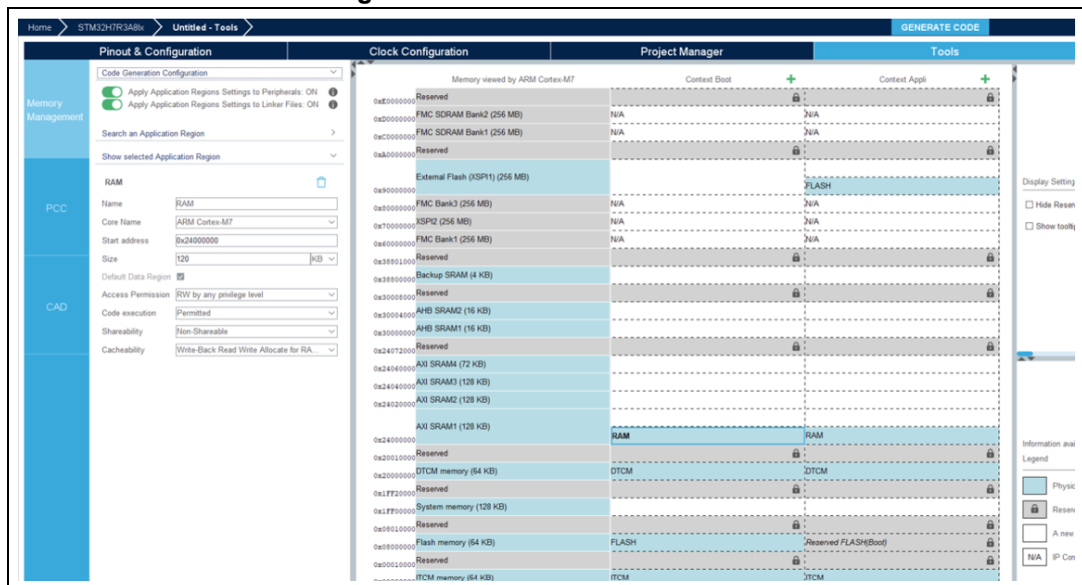 Home
STM32H7R3A8Ix
Untitled - Tools
GENERATE CODE
Pinout & Configuration
Clock Configuration
Project Manager
Tools
Memory Management
PCC
CAD
Code Generation Configuration
Apply Application Regions Settings to Peripherals: ON
Apply Application Regions Settings to Linker Files: ON
Search an Application Region
Show selected Application Region
RAM
Name RAM
Core Name ARM Cortex-M7
Start address 0x24000000
Size 120 KB
Default Data Region
Access Permission RW by any privilege level
Code execution Permitted
Shareability Non-Shareable
Cacheability Write-Back Read Write Allocate for RA...
Memory viewed by ARM Cortex-M7 Context Boot + Context Appli +
0xE0000000 Reserved
0xD0000000 FMC SDRAM Bank2 (256 MB) N/A N/A
0xC0000000 FMC SDRAM Bank1 (256 MB) N/A N/A
0xA0000000 Reserved
External Flash (XSPI1) (256 MB)
0x90000000 FLASH
0x80000000 FMC Bank3 (256 MB) N/A N/A
0x70000000 XSPI2 (256 MB) N/A N/A
0x60000000 FMC Bank1 (256 MB) N/A N/A
0x38801000 Reserved
0x38800000 Backup SRAM (4 KB)
0x30008000 Reserved
0x30004000 AHB SRAM2 (16 KB)
0x30000000 AHB SRAM1 (16 KB)
0x24072000 Reserved
0x24060000 AXI SRAM4 (72 KB)
0x24040000 AXI SRAM3 (128 KB)
0x24020000 AXI SRAM2 (128 KB)
AXI SRAM1 (128 KB)
0x24000000 RAM RAM
0x20010000 Reserved
0x20000000 DTCM memory (64 KB) DTCM DTCM
0x1FF20000 Reserved
0x1FF00000 System memory (128 KB)
0x08010000 Reserved
0x08000000 Flash memory (64 KB) FLASH Reserved FLASH(Boot)
0x00010000 Reserved
ITCM memory (64 KB) ITCM ITCM
Display Setting
Hide Reser
Show toolti
Information avai
Legend
Physic
Reserv
A new
N/A IP Con